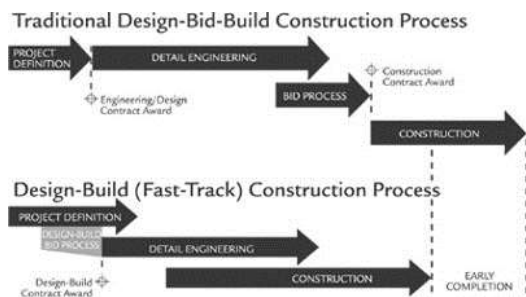 Traditional Design-Bid-Build Construction Process
PROJECT
DEFINITION
DETAIL ENGINEERING
Engineering/Design
Contract Award
BID PROCESS
Construction
Contract Award
CONSTRUCTION
Design-Build (Fast-Track) Construction Process
PROJECT DEFINITION
DESIGN-BUILD
BID PROCESS
DETAIL ENGINEERING
Design-Build
Contract Award
CONSTRUCTION
EARLY
COMPLETION